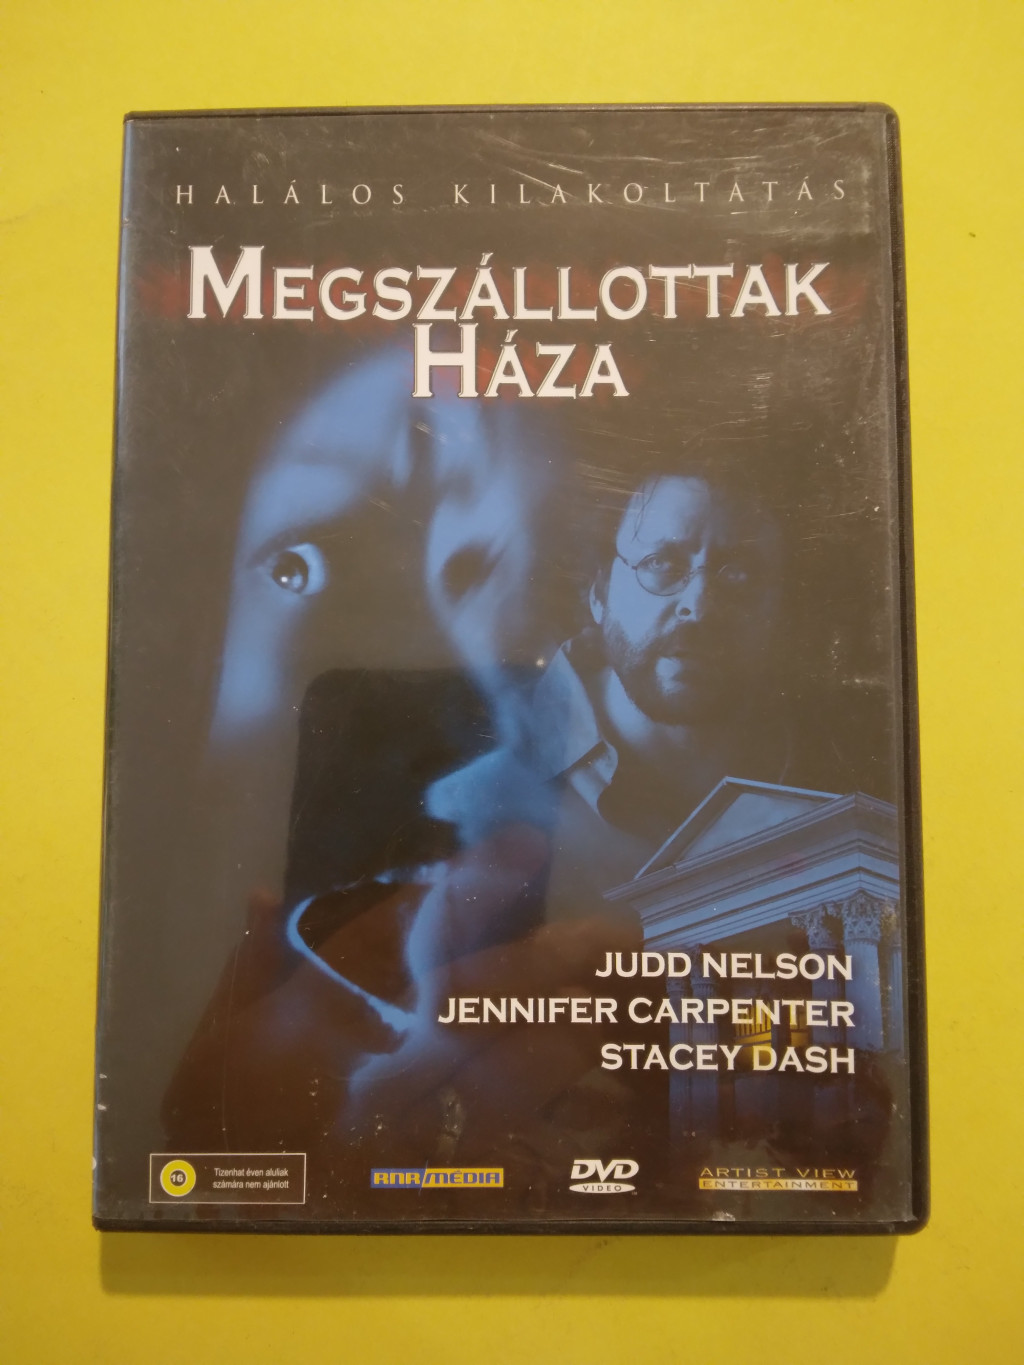 HALÁLOS KILAKOLTATÁS
MEGSZÁLLOTTAK
HÁZA
JUDD NELSON
JENNIFER CARPENTER
STACEY DASH
16
Tizenhat éven aluliak
számára nem ajánlott
RNR/MÉDIA
DVD
VIDEO
ARTIST VIEW
ENTERTAINMENT